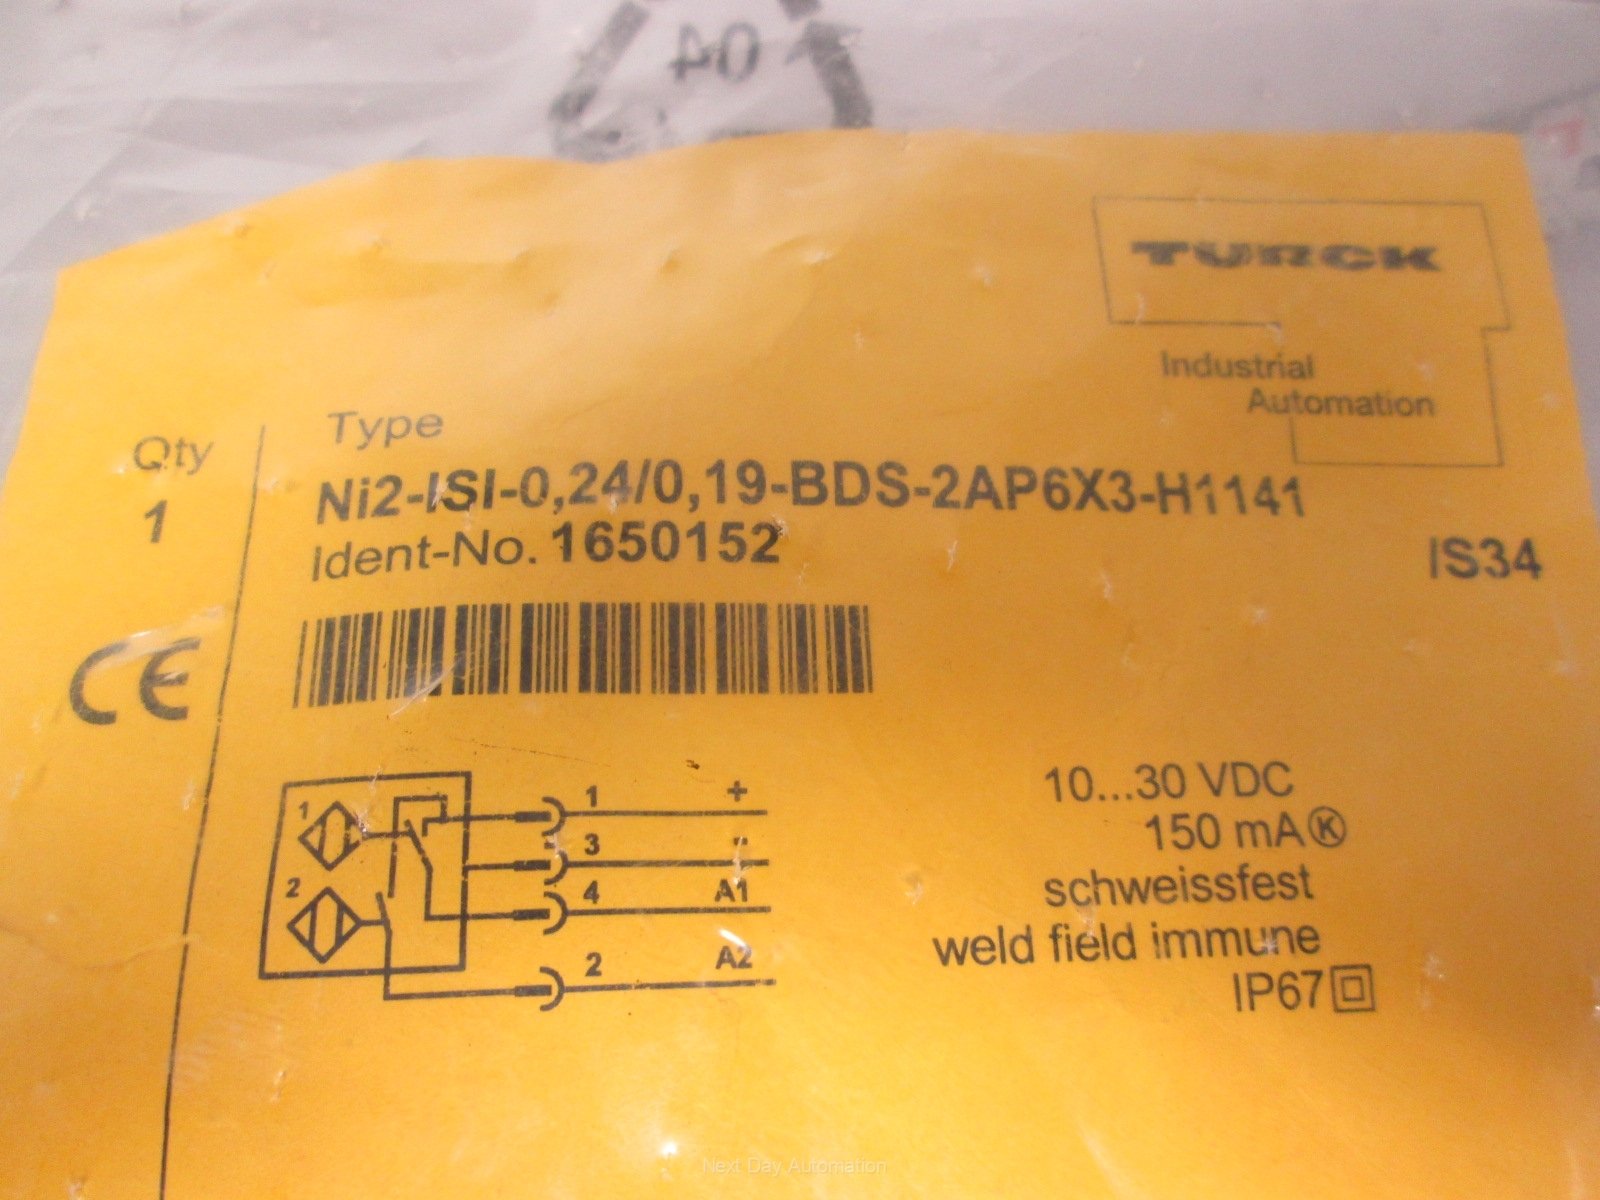 04
TURCK
Industrial
Automation
Qty
1
Type
Ni2-ISI-0,24/0,19-BDS-2AP6X3-H1141
Ident-No. 1650152
IS34
CE
1
2
1 +
3 -
4 A1
2 A2
10...30 VDC
150 mA K
schweissfest
weld field immune
IP67
Next Day Automation